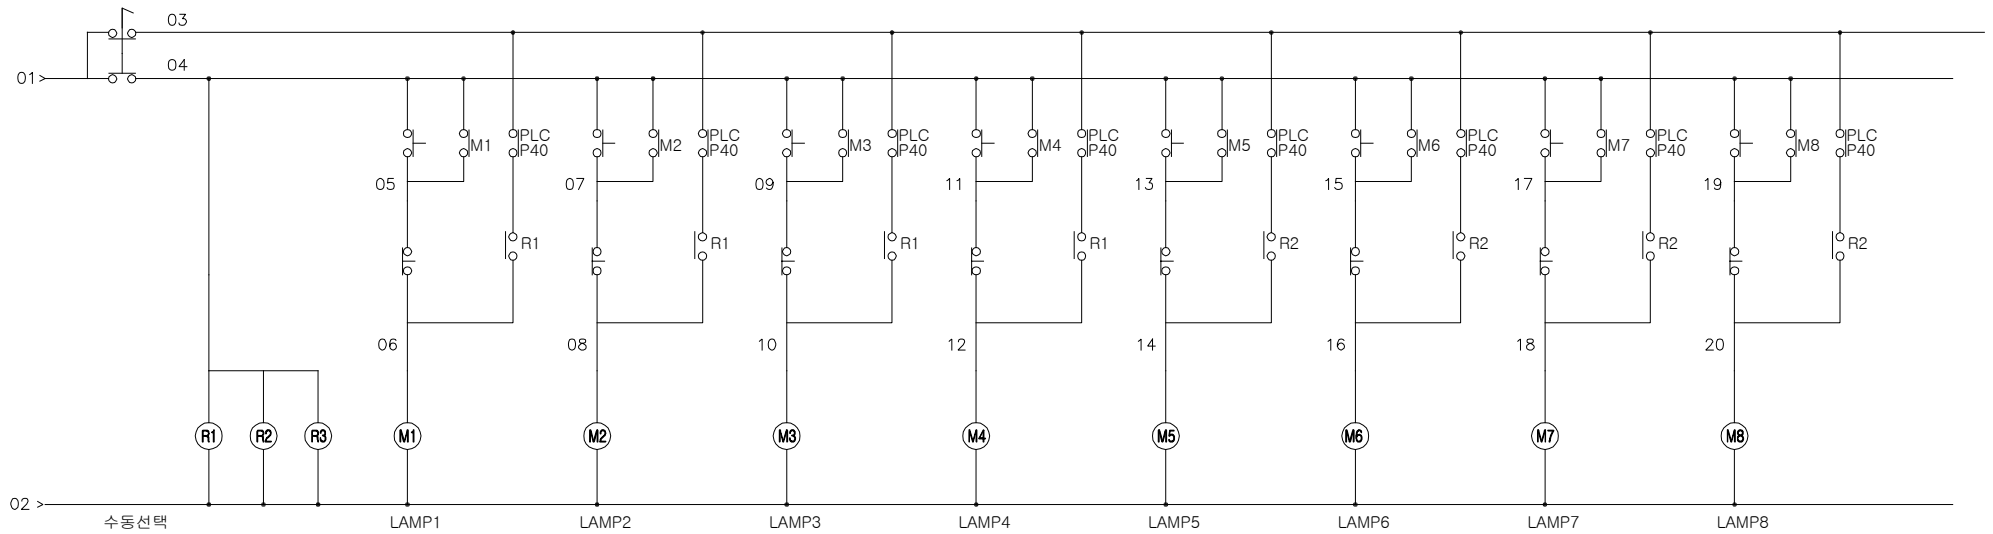 03
04
01>
M1
PLC
P40
M2
PLC
P40
M3
PLC
P40
M4
PLC
P40
M5
PLC
P40
M6
PLC
P40
M7
PLC
P40
M8
PLC
P40
05
07
09
11
13
15
17
19
R1
R1
R1
R1
R2
R2
R2
R2
06
08
10
12
14
16
18
20
R1
R2
R3
M1
M2
M3
M4
M5
M6
M7
M8
02 >
수동선택
LAMP1
LAMP2
LAMP3
LAMP4
LAMP5
LAMP6
LAMP7
LAMP8